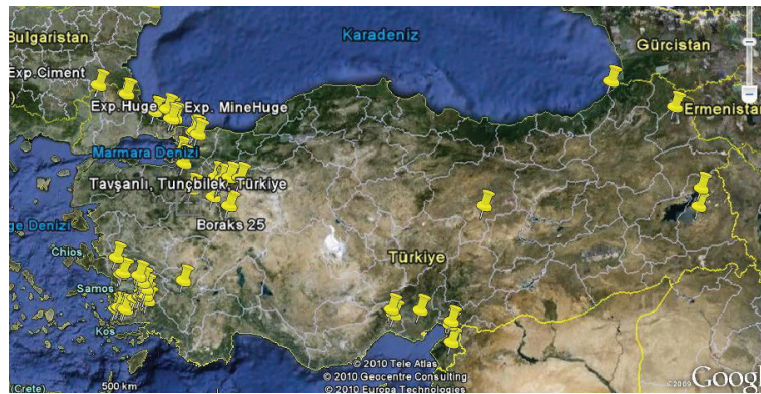 Bulgaristan
Karadeniz
Gürcistan
Exp.Ciment
Exp.Huge
Exp. MineHuge
Ermenistan
Marmara Denizi
Tavşanlı, Tunçbilek, Türkiye
Boraks 25
ge Denizi
Chios
Türkiye
Samos
Kos
© 2010 Tele Atlas
© 2010 Geocentre Consulting
© 2010 Europa Technologies
(Crete)
500 km
©2009 Google